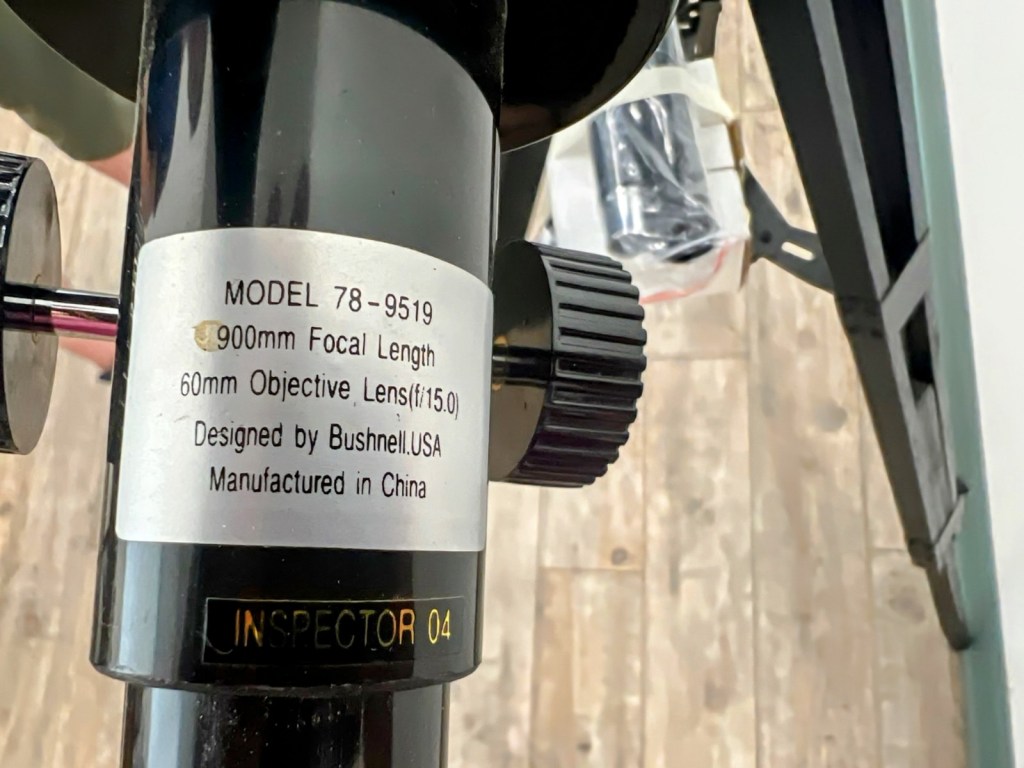 MODEL 78-9519
900mm Focal Length
60mm Objective Lens(f/15.0)
Designed by Bushnell.USA
Manufactured in China
INSPECTOR 04